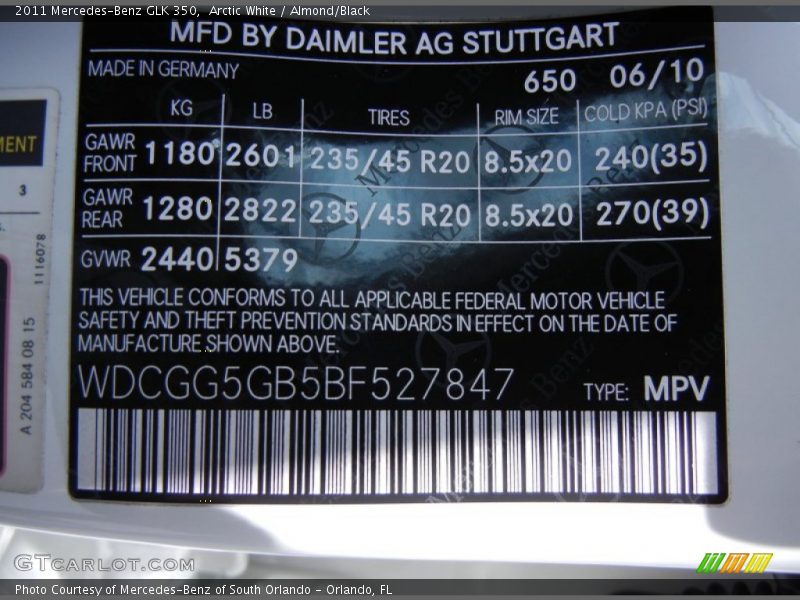 2011 Mercedes-Benz GLK 350, Arctic White / Almond/Black
MFD BY DAIMLER AG STUTTGART
MADE IN GERMANY 650 06/10
KG LB TIRES RIM SIZE COLD KPA (PSI)
GAWR FRONT 1180 2601 235/45 R20 8.5x20 240(35)
GAWR REAR 1280 2822 235/45 R20 8.5x20 270(39)
GVWR 2440 5379
THIS VEHICLE CONFORMS TO ALL APPLICABLE FEDERAL MOTOR VEHICLE
SAFETY AND THEFT PREVENTION STANDARDS IN EFFECT ON THE DATE OF
MANUFACTURE SHOWN ABOVE.
WDCGG5GB5BF527847 TYPE: MPV
MENT
3
1116078
A 204 584 08 15
Mercedes-Benz
GTCARLOT.COM
Photo Courtesy of Mercedes-Benz of South Orlando - Orlando, FL